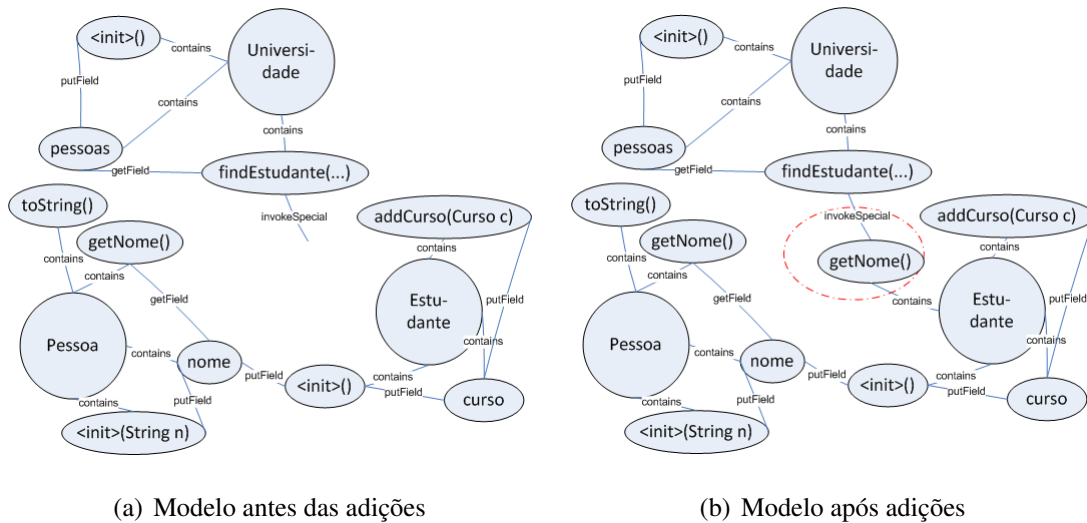 <init>()
contains
Universi-
dade
putField
contains
contains
pessoas
getField
findEstudante(...)
toString()
invokeSpecial
addCurso(Curso c)
getNome()
contains
contains
contains
getField
Estu-
dante
putField
Pessoa
contains
nome
contains
putField
<init>()
contains
putField
curso
contains
putField
<init>(String n)
(a) Modelo antes das adições
<init>()
contains
Universi-
dade
putField
contains
contains
pessoas
getField
findEstudante(...)
toString()
invokeSpecial
addCurso(Curso c)
getNome()
contains
getNome()
contains
contains
getField
contains
Estu-
dante
putField
Pessoa
contains
nome
contains
putField
<init>()
contains
putField
curso
contains
putField
<init>(String n)
(b) Modelo após adições